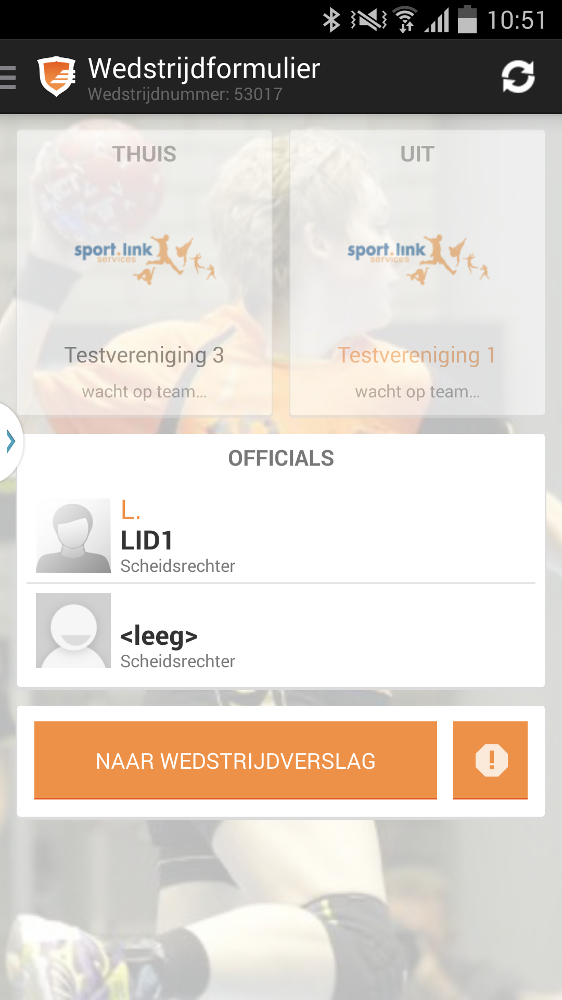 10:51
Wedstrijdformulier
Wedstrijdnummer: 53017
THUIS
UIT
sport.link
services
sport.link
services
Testvereniging 3
Testvereniging 1
wacht op team...
wacht op team...
OFFICIALS
L.
LID1
Scheidsrechter
<leeg>
Scheidsrechter
NAAR WEDSTRIJDVERSLAG